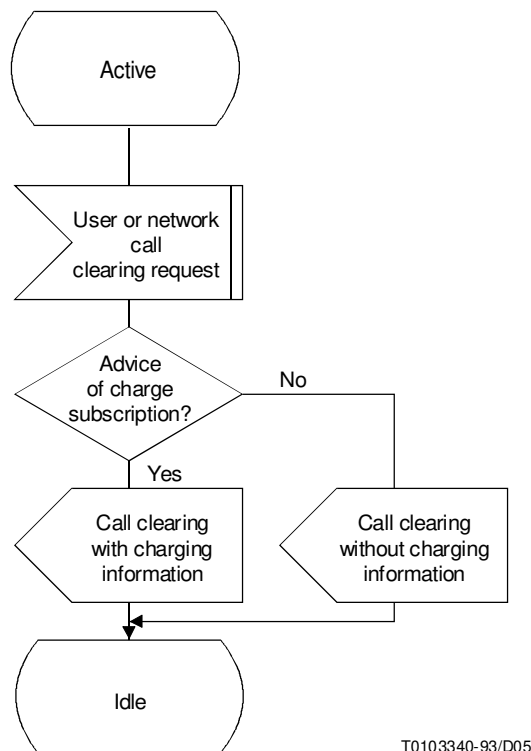 Active
User or network
call
clearing request
Advice
of charge
subscription?
No
Yes
Call clearing
with charging
information
Call clearing
without charging
information
Idle
T0103340-93/D05